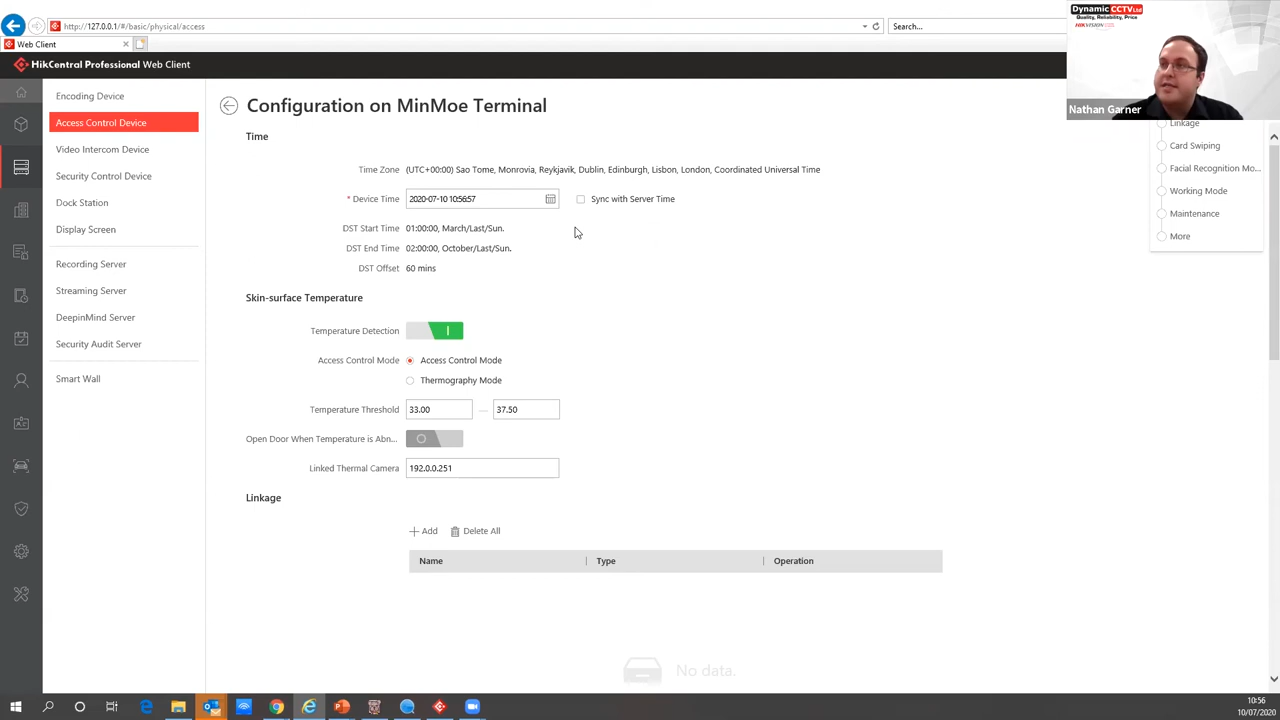 http://127.0.0.1/#/basic/physical/access
Search...
Web Client
HikCentral Professional Web Client
Dynamic CCTV Ltd
Quality, Reliability, Price
HIKVISION
Nathan Garner
Encoding Device
Access Control Device
Video Intercom Device
Security Control Device
Dock Station
Display Screen
Recording Server
Streaming Server
DeepinMind Server
Security Audit Server
Smart Wall
Configuration on MinMoe Terminal
Time
Time Zone (UTC+00:00) Sao Tome, Monrovia, Reykjavik, Dublin, Edinburgh, Lisbon, London, Coordinated Universal Time
* Device Time 2020-07-10 10:56:57 Sync with Server Time
DST Start Time 01:00:00, March/Last/Sun.
DST End Time 02:00:00, October/Last/Sun.
DST Offset 60 mins
Skin-surface Temperature
Temperature Detection
Access Control Mode Access Control Mode
Thermography Mode
Temperature Threshold 33.00 — 37.50
Open Door When Temperature is Abn...
Linked Thermal Camera 192.0.0.251
Linkage
Add Delete All
Name Type Operation
No data.
Linkage
Card Swiping
Facial Recognition Mo...
Working Mode
Maintenance
More
10:56
10/07/2020